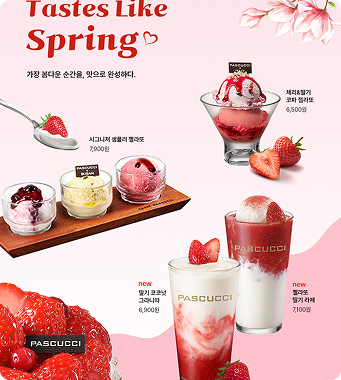 Tastes Like
Spring
가장 봄다운 순간을, 맛으로 완성하다.
PASCUCCI
체리&딸기
코파 젤라또
6,500원
시그니처 샘플러 젤라또
7,900원
PASCUCCI
PASCUCCI
new
딸기 코코넛
그라니따
6,900원
PASCUCCI
new
젤라또
딸기 라떼
7,100원
PASCUCCI